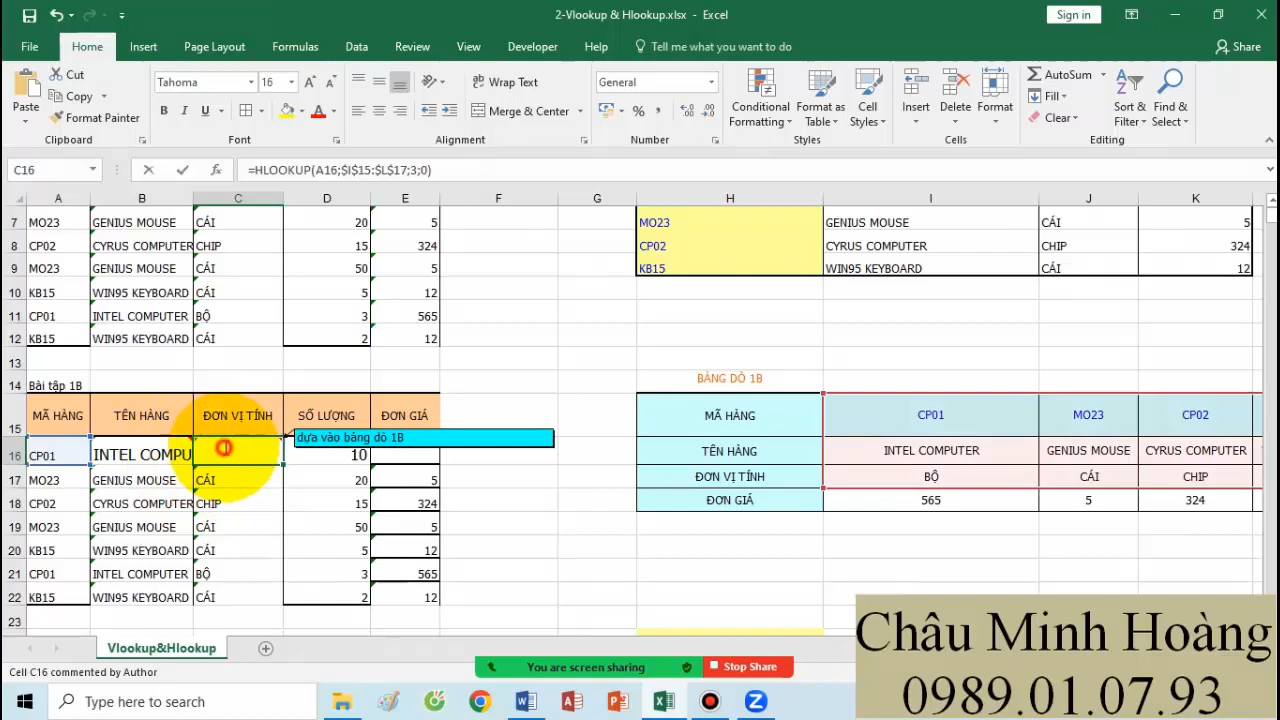 2-Vlookup & Hlookup.xlsx - Excel
Sign in
File Home Insert Page Layout Formulas Data Review View Developer Help Tell me what you want to do Share
Paste Cut Copy Format Painter Clipboard
Tahoma 16 B I U Font
Wrap Text Merge & Center Alignment
General % Number
Conditional Formatting Format as Table Cell Styles Styles
Insert Delete Format Cells
AutoSum Fill Clear Sort & Filter Find & Select Editing
C16 fx =HLOOKUP(A16;$I$15:$L$17;3;0)
A B C D E F G H I J K
7 MO23 GENIUS MOUSE CÁI 20 5 MO23 GENIUS MOUSE CÁI 5
8 CP02 CYRUS COMPUTER CHIP 15 324 CP02 CYRUS COMPUTER CHIP 324
9 MO23 GENIUS MOUSE CÁI 50 5 KB15 WIN95 KEYBOARD CÁI 12
10 KB15 WIN95 KEYBOARD CÁI 5 12
11 CP01 INTEL COMPUTER BỘ 3 565
12 KB15 WIN95 KEYBOARD CÁI 2 12
13
14 Bài tập 1B BẢNG DÒ 1B
15 MÃ HÀNG TÊN HÀNG ĐƠN VỊ TÍNH SỐ LƯỢNG ĐƠN GIÁ MÃ HÀNG CP01 MO23 CP02
dựa vào bảng dò 1B
16 CP01 INTEL COMPU 10 TÊN HÀNG INTEL COMPUTER GENIUS MOUSE CYRUS COMPUTER
17 MO23 GENIUS MOUSE CÁI 20 5 ĐƠN VỊ TÍNH BỘ CÁI CHIP
18 CP02 CYRUS COMPUTER CHIP 15 324 ĐƠN GIÁ 565 5 324
19 MO23 GENIUS MOUSE CÁI 50 5
20 KB15 WIN95 KEYBOARD CÁI 5 12
21 CP01 INTEL COMPUTER BỘ 3 565
22 KB15 WIN95 KEYBOARD CÁI 2 12
23
Vlookup&Hlookup
Cell C16 commented by Author
You are screen sharing Stop Share
Type here to search
Châu Minh Hoàng
0989.01.07.93